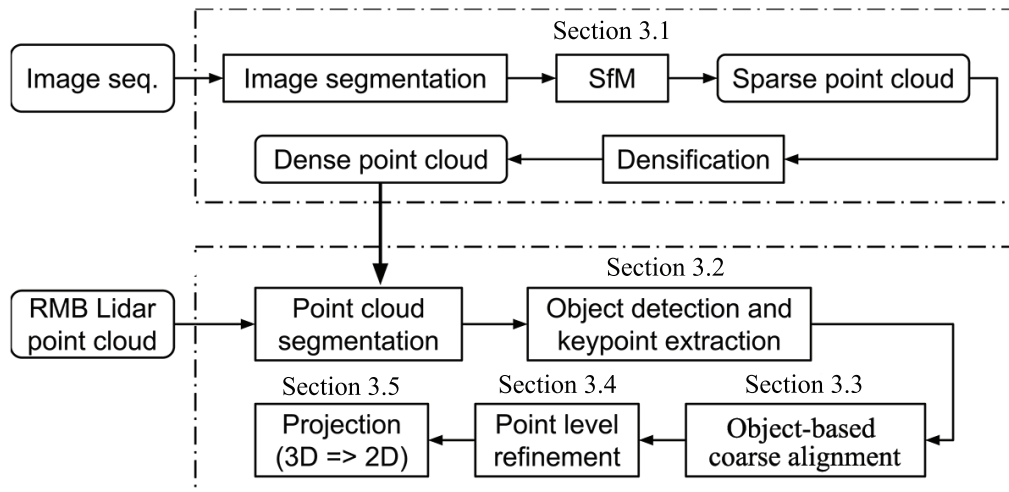 Section 3.1
Image seq.
Image segmentation
SfM
Sparse point cloud
Dense point cloud
Densification
Section 3.2
RMB Lidar
point cloud
Point cloud
segmentation
Object detection and
keypoint extraction
Section 3.5
Section 3.4
Section 3.3
Projection
(3D => 2D)
Point level
refinement
Object-based
coarse alignment